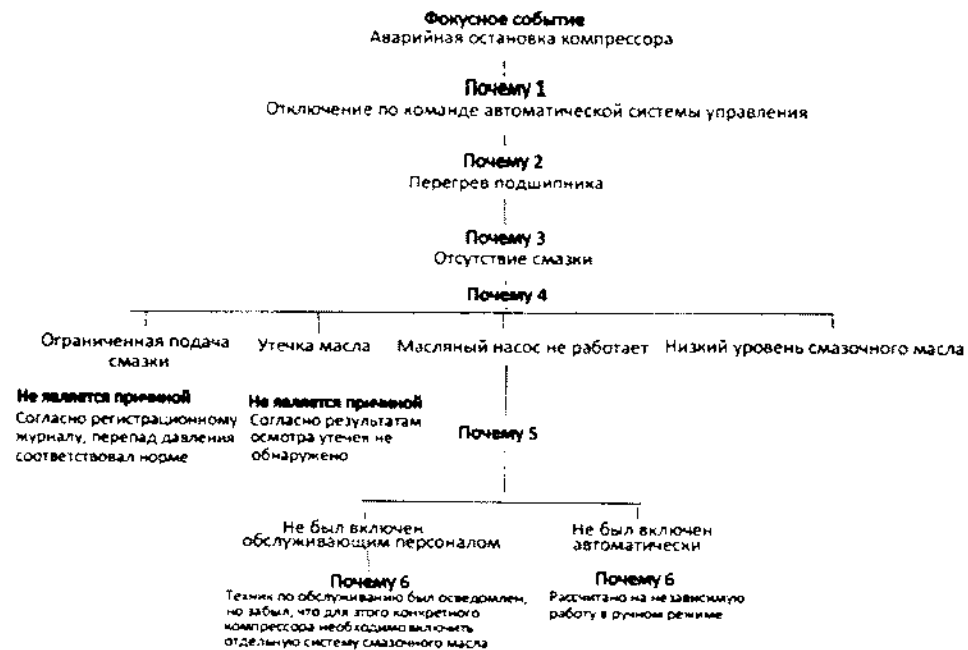 Фокусное событие
Аварийная остановка компрессора
Почему 1
Отключение по команде автоматической системы управления
Почему 2
Перегрев подшипника
Почему 3
Отсутствие смазки
Почему 4
Ограниченная подача
смазки
Утечка масла
Масляный насос не работает
Низкий уровень смазочного масла
Не является причиной
Согласно регистрационному
журналу, перепад давления
соответствовал норме
Не является причиной
Согласно результатам
осмотра утечек не
обнаружено
Почему 5
Не был включен
обслуживающим персоналом
Не был включен
автоматически
Почему 6
Техник по обслуживанию был осведомлен,
но забыл, что для этого конкретного
компрессора необходимо включить
отдельную систему смазочного масла
Почему 6
Рассчитано на независимую
работу в ручном режиме